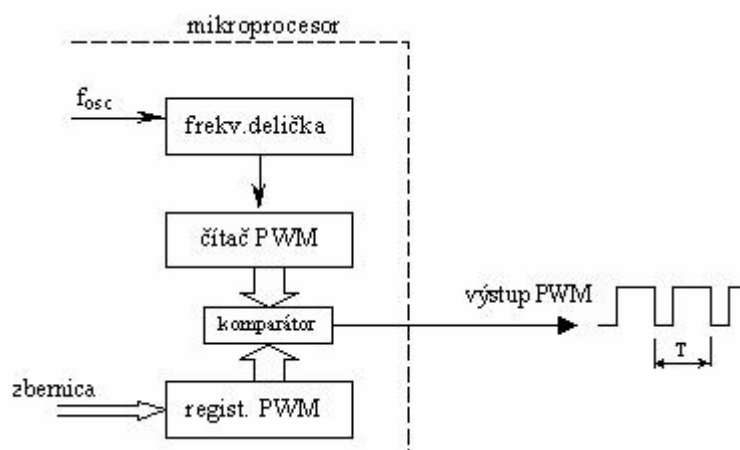 mikroprocesor
fosc
frekv.delička
čítač PWM
výstup PWM
komparátor
T
zbernica
regist. PWM